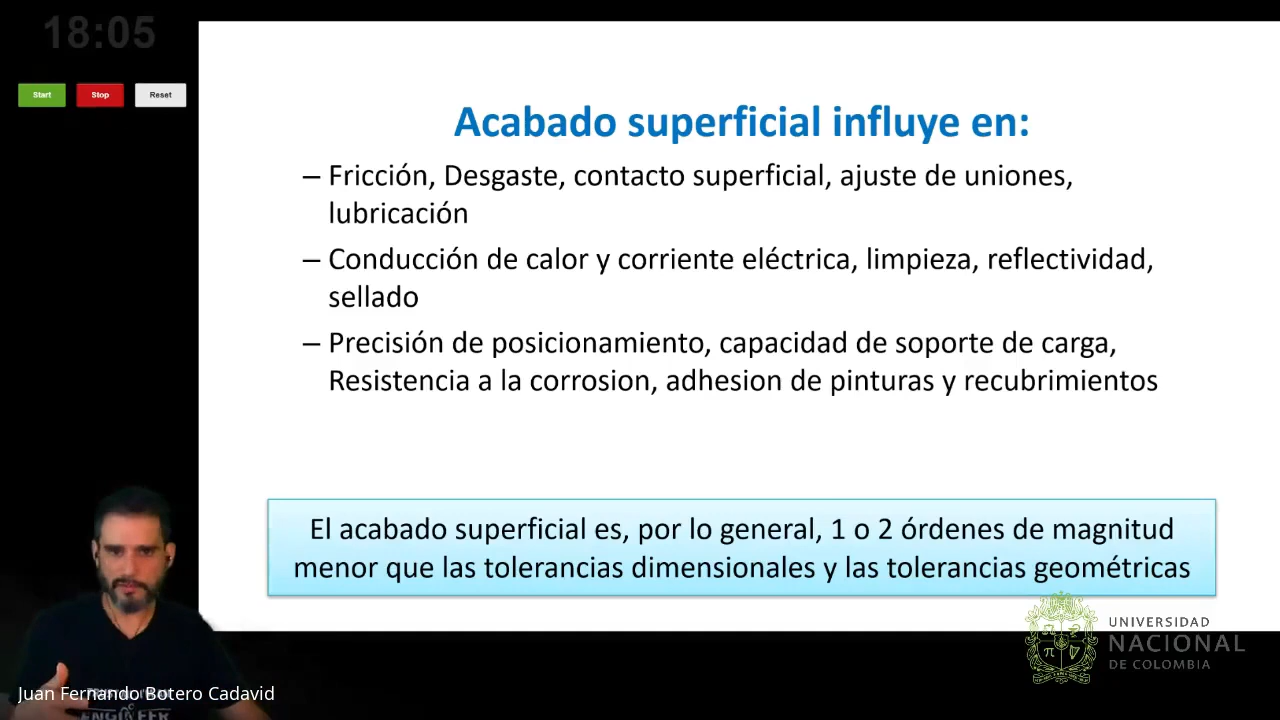 18:05
Start Stop Reset
Acabado superficial influye en:
– Fricción, Desgaste, contacto superficial, ajuste de uniones,
lubricación
– Conducción de calor y corriente eléctrica, limpieza, reflectividad,
sellado
– Precisión de posicionamiento, capacidad de soporte de carga,
Resistencia a la corrosion, adhesion de pinturas y recubrimientos
El acabado superficial es, por lo general, 1 o 2 órdenes de magnitud
menor que las tolerancias dimensionales y las tolerancias geométricas
UNIVERSIDAD
NACIONAL
DE COLOMBIA
Juan Fernando Botero Cadavid
ENGINEER